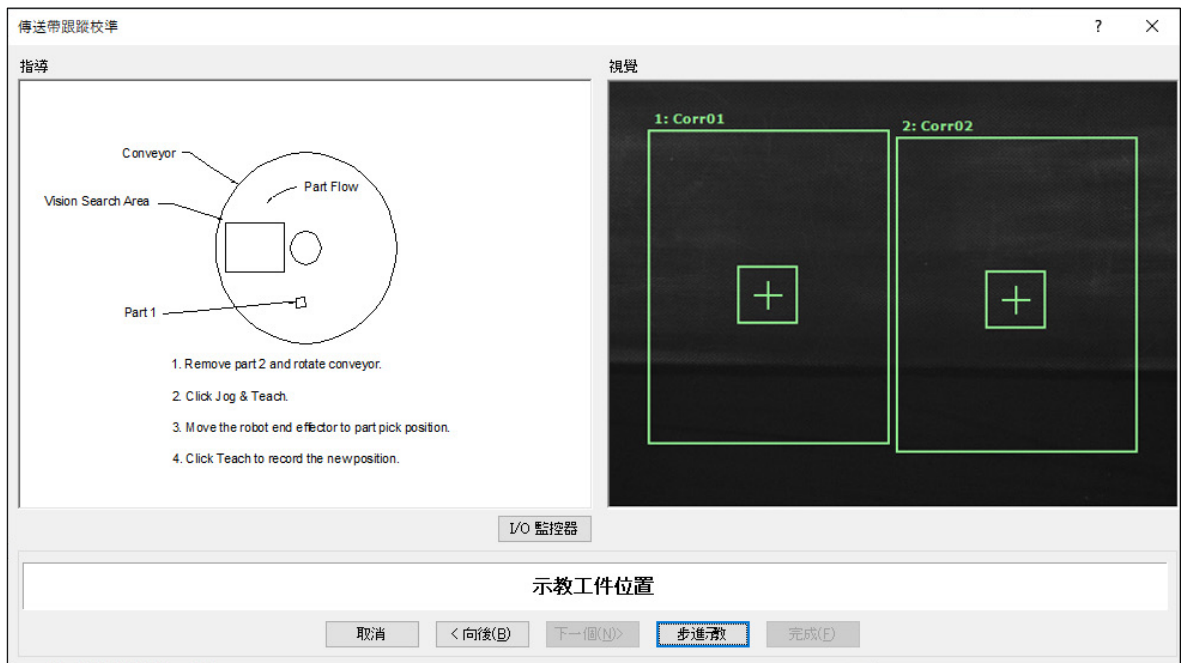 傳送帶跟蹤校準
?
指導
視覺
Conveyor
Part Flow
Vision Search Area
Part 1
1. Remove part 2 and rotate conveyor.
2. Click Jog & Teach.
3. Move the robot end effector to part pick position.
4. Click Teach to record the new position.
1: Corr01
2: Corr02
I/O 監控器
示教工件位置
取消
< 向後(B)
下一個(N)>
步進示教
完成(F)